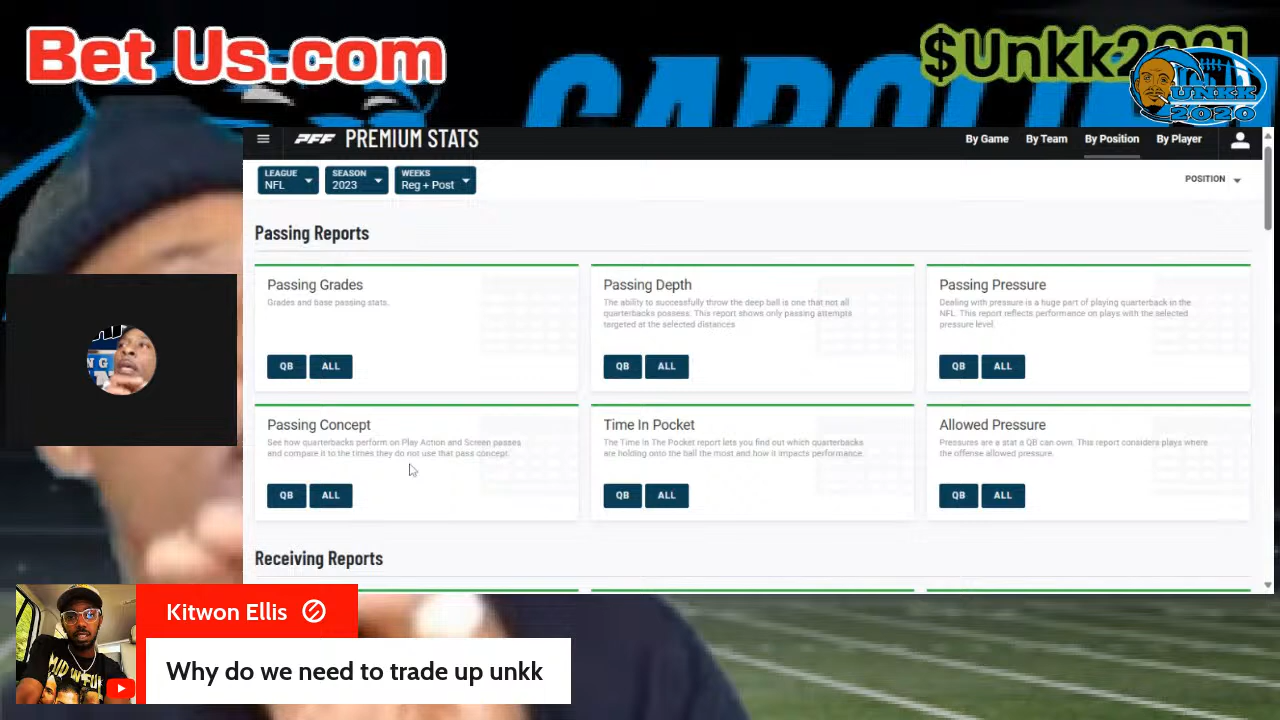 Bet Us.com
$Unkk2021
UNKK
2020
CAROLIN
PFF PREMIUM STATS
By Game
By Team
By Position
By Player
LEAGUE
NFL
SEASON
2023
WEEKS
Reg + Post
POSITION
Passing Reports
Passing Grades
Grades and base passing stats.
QB
ALL
Passing Depth
The ability to successfully throw the deep ball is one that not all
quarterbacks possess. This report shows only passing attempts
targeted at the selected distances
QB
ALL
Passing Pressure
Dealing with pressure is a huge part of playing quarterback in the
NFL. This report reflects performance on plays with the selected
pressure level.
QB
ALL
Passing Concept
See how quarterbacks perform on Play Action and Screen passes
and compare it to the times they do not use that pass concept.
QB
ALL
Time In Pocket
The Time In The Pocket report lets you find out which quarterbacks
are holding onto the ball the most and how it impacts performance.
QB
ALL
Allowed Pressure
Pressures are a stat a QB can own. This report considers plays where
the offense allowed pressure.
QB
ALL
Receiving Reports
Kitwon Ellis
Why do we need to trade up unkk